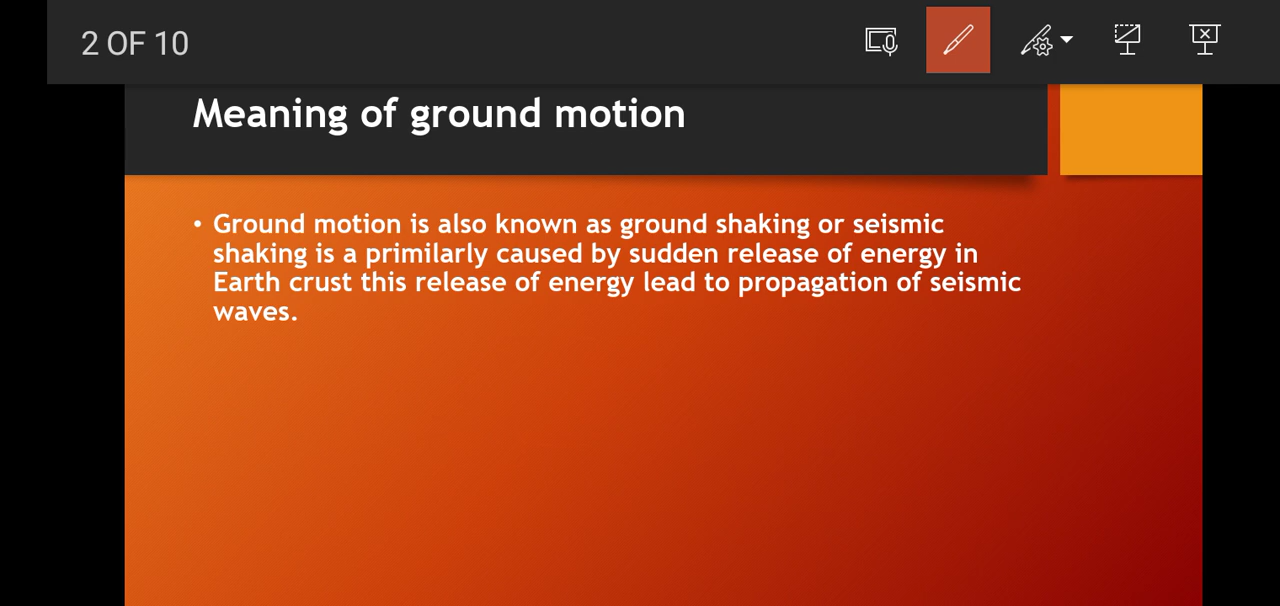 2 OF 10
Meaning of ground motion
• Ground motion is also known as ground shaking or seismic
shaking is a primilarly caused by sudden release of energy in
Earth crust this release of energy lead to propagation of seismic
waves.